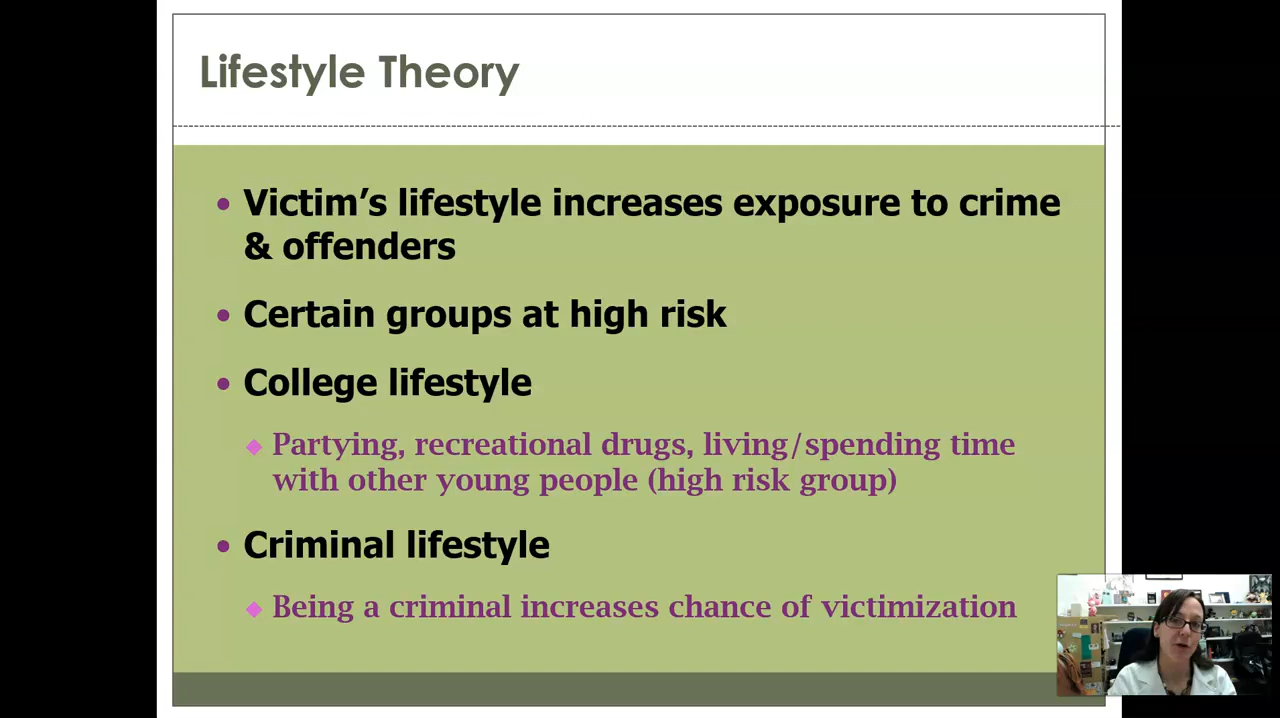 Lifestyle Theory
Victim’s lifestyle increases exposure to crime
& offenders
Certain groups at high risk
College lifestyle
Partying, recreational drugs, living/spending time
with other young people (high risk group)
Criminal lifestyle
Being a criminal increases chance of victimization